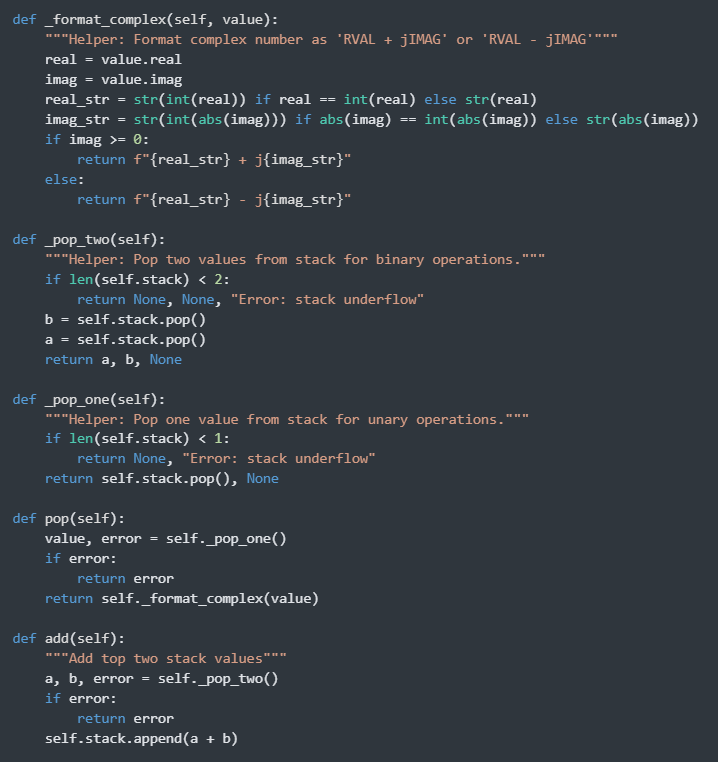 def _format_complex(self, value):
    """Helper: Format complex number as 'RVAL + jIMAG' or 'RVAL - jIMAG'"""
    real = value.real
    imag = value.imag
    real_str = str(int(real)) if real == int(real) else str(real)
    imag_str = str(int(abs(imag))) if abs(imag) == int(abs(imag)) else str(abs(imag))
    if imag >= 0:
        return f"{real_str} + j{imag_str}"
    else:
        return f"{real_str} - j{imag_str}"

def _pop_two(self):
    """Helper: Pop two values from stack for binary operations."""
    if len(self.stack) < 2:
        return None, None, "Error: stack underflow"
    b = self.stack.pop()
    a = self.stack.pop()
    return a, b, None

def _pop_one(self):
    """Helper: Pop one value from stack for unary operations."""
    if len(self.stack) < 1:
        return None, "Error: stack underflow"
    return self.stack.pop(), None

def pop(self):
    value, error = self._pop_one()
    if error:
        return error
    return self._format_complex(value)

def add(self):
    """Add top two stack values"""
    a, b, error = self._pop_two()
    if error:
        return error
    self.stack.append(a + b)